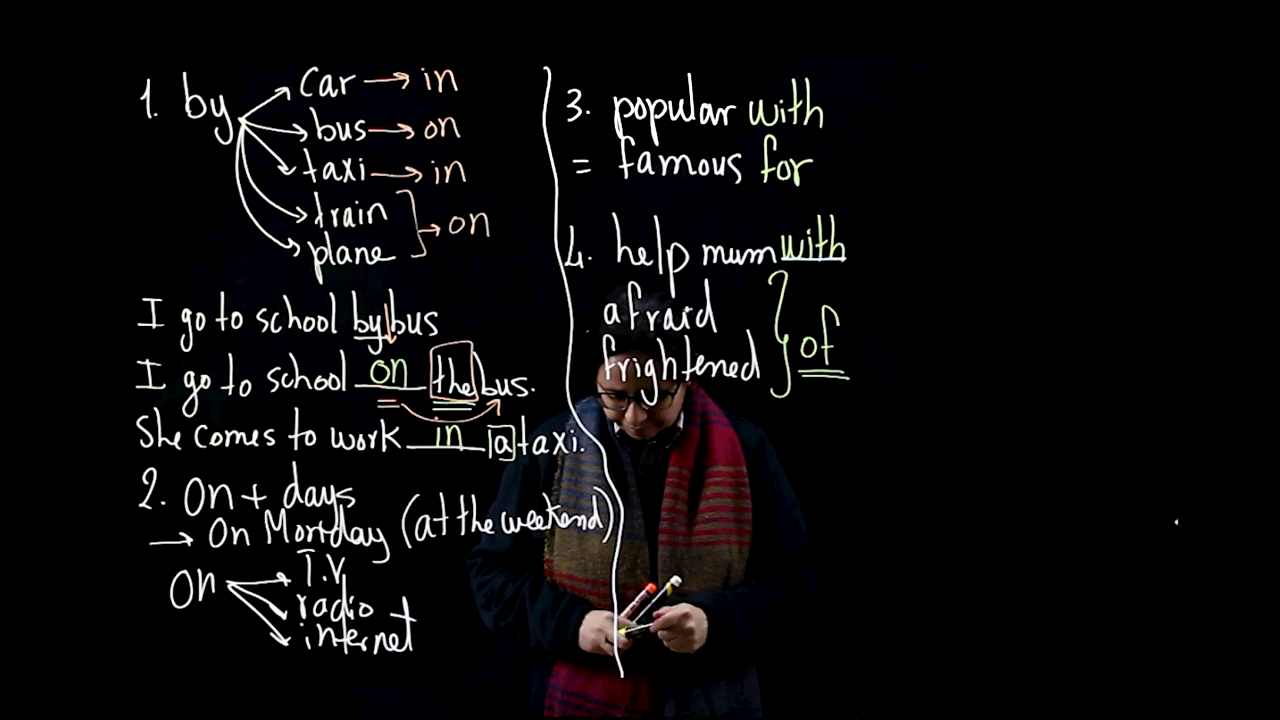 1. by car → in
bus → on
taxi → in
train
plane → on
I go to school by bus
I go to school on the bus.
She comes to work in a taxi.
2. On + days
→ On Monday (at the weekend)
On T.V
radio
internet
3. popular with
= famous for
4. help mum with
afraid
frightened of